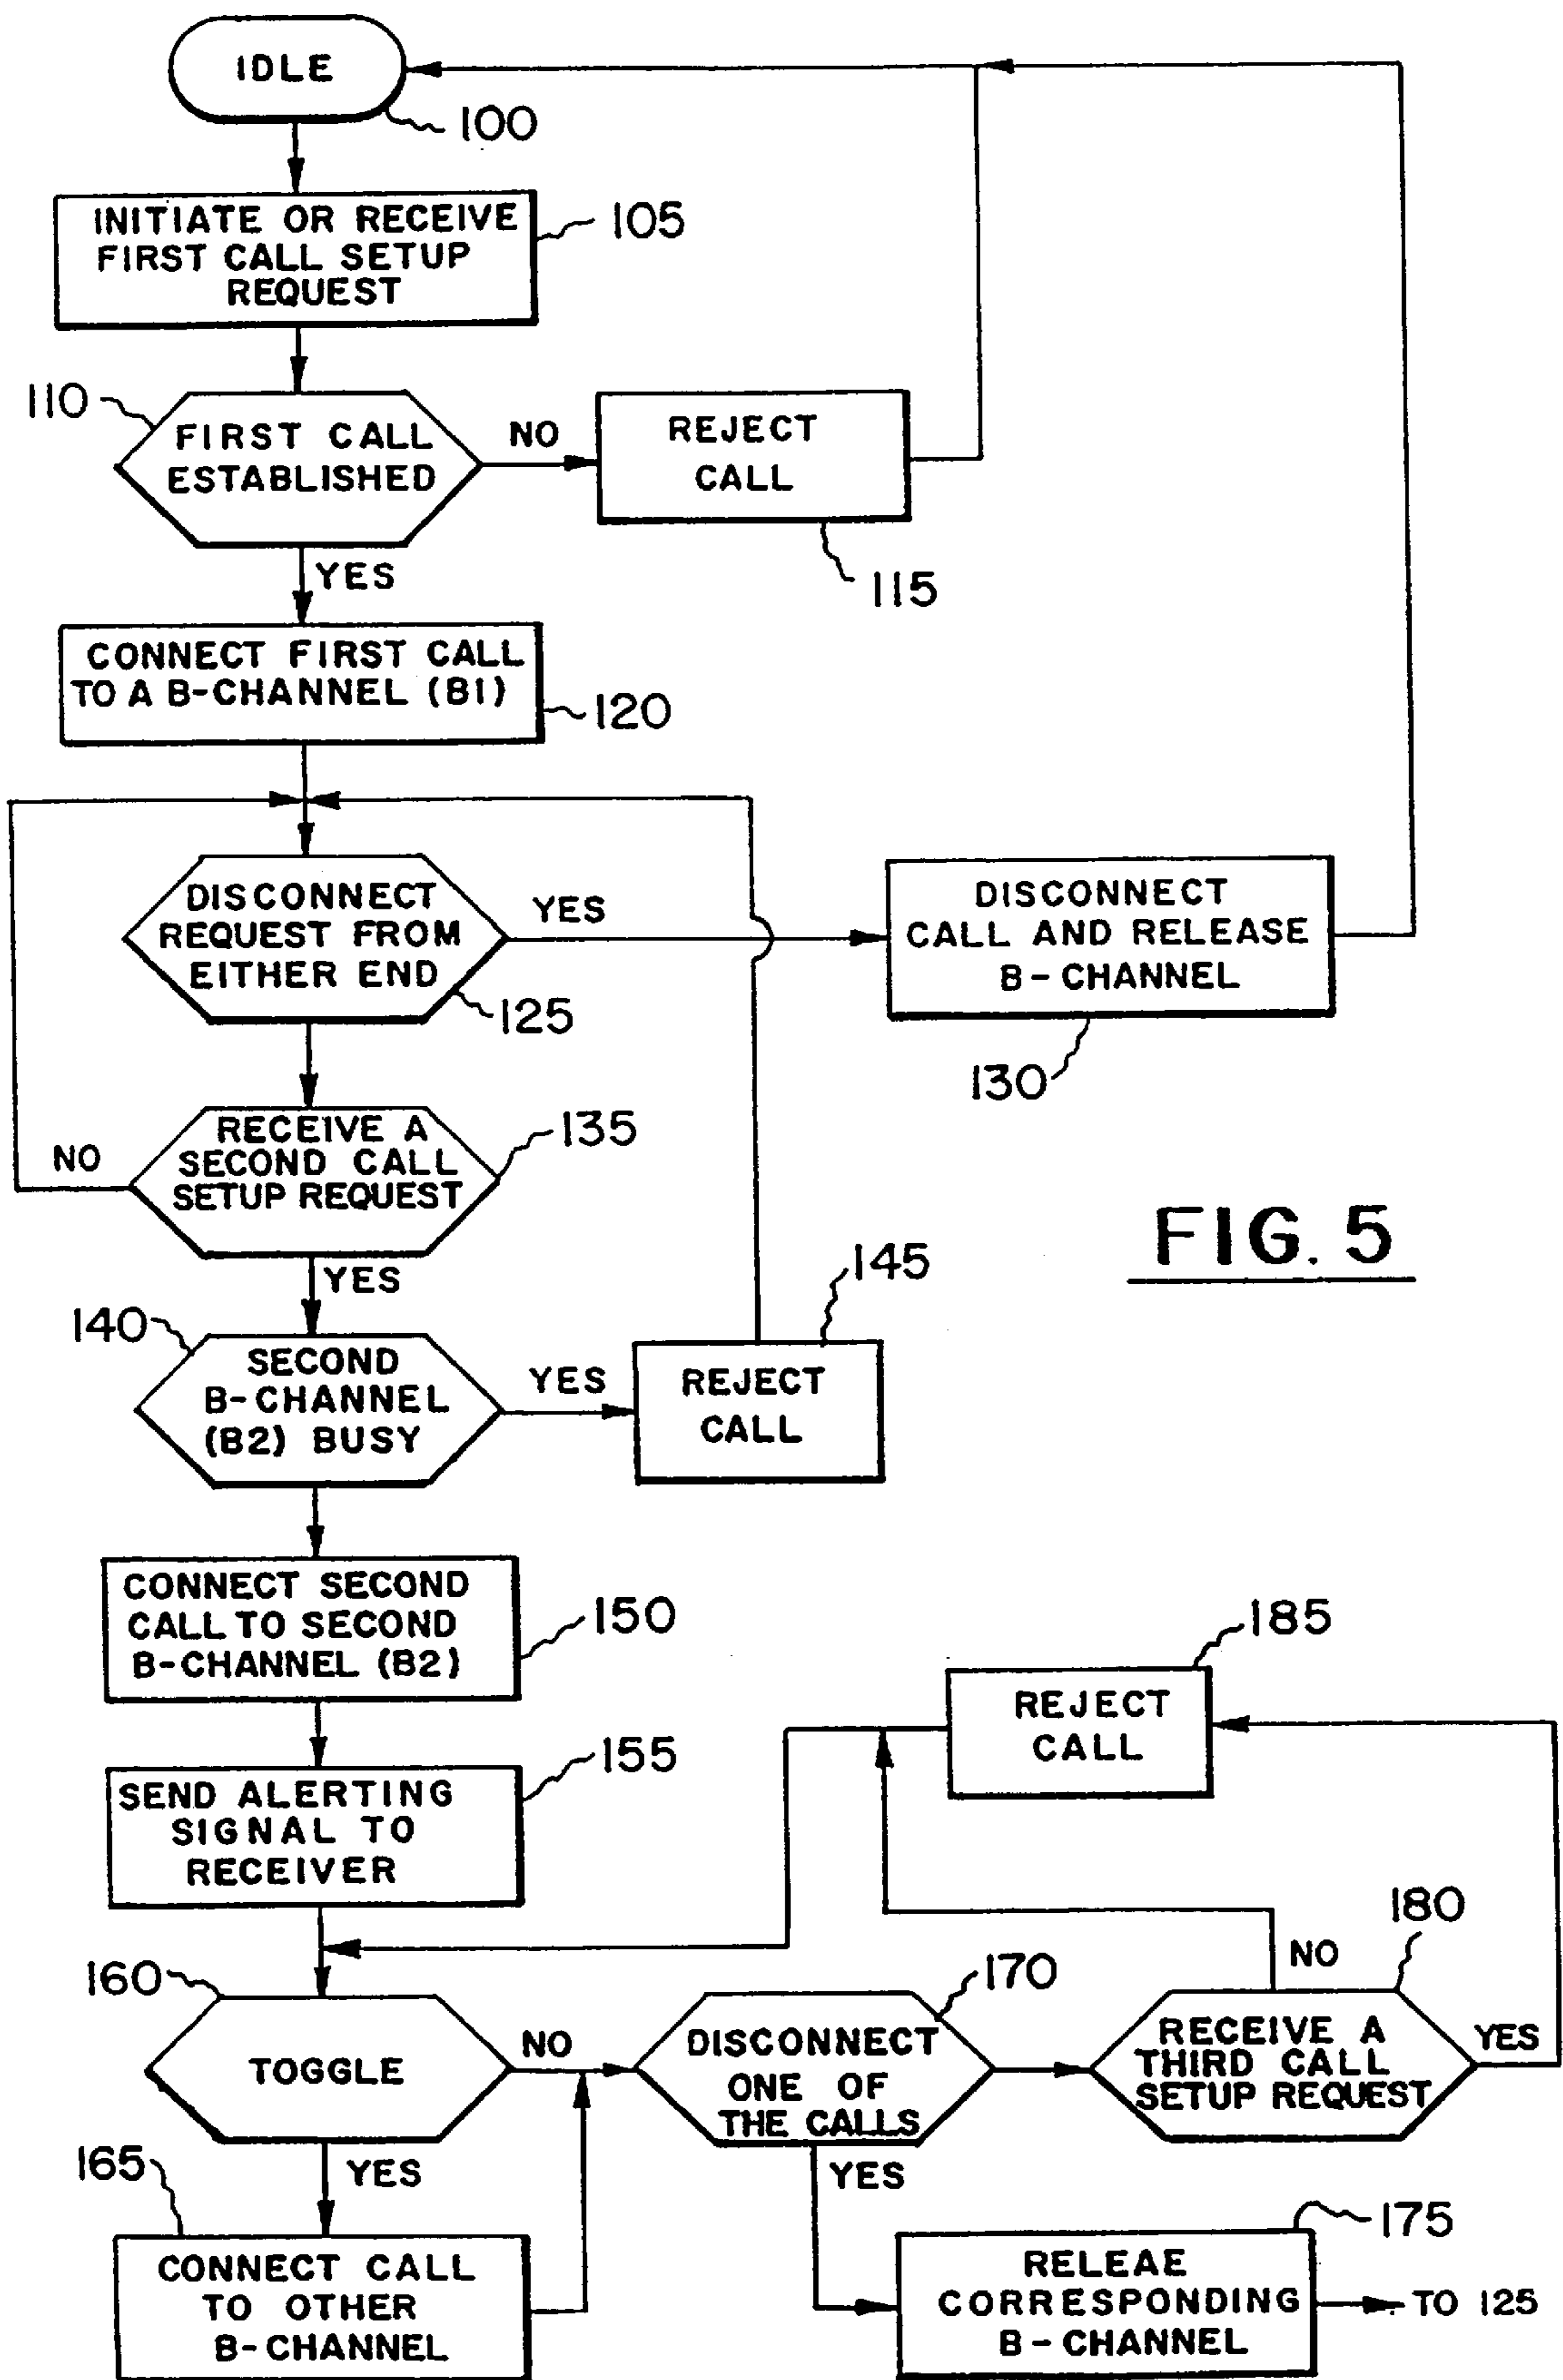 IDLE
100
INITIATE OR RECEIVE
FIRST CALL SETUP
REQUEST
105
110
FIRST CALL
ESTABLISHED
NO
REJECT
CALL
115
YES
CONNECT FIRST CALL
TO A B-CHANNEL (B1)
120
DISCONNECT
REQUEST FROM
EITHER END
125
YES
DISCONNECT
CALL AND RELEASE
B-CHANNEL
130
RECEIVE A
SECOND CALL
SETUP REQUEST
135
NO
YES
FIG. 5
140
SECOND
B-CHANNEL
(B2) BUSY
YES
REJECT
CALL
145
CONNECT SECOND
CALL TO SECOND
B-CHANNEL (B2)
150
SEND ALERTING
SIGNAL TO
RECEIVER
155
185
REJECT
CALL
160
TOGGLE
NO
YES
170
DISCONNECT
ONE OF
THE CALLS
YES
180
NO
RECEIVE A
THIRD CALL
SETUP REQUEST
YES
165
CONNECT CALL
TO OTHER
B-CHANNEL
175
RELEAE
CORRESPONDING
B-CHANNEL
TO 125